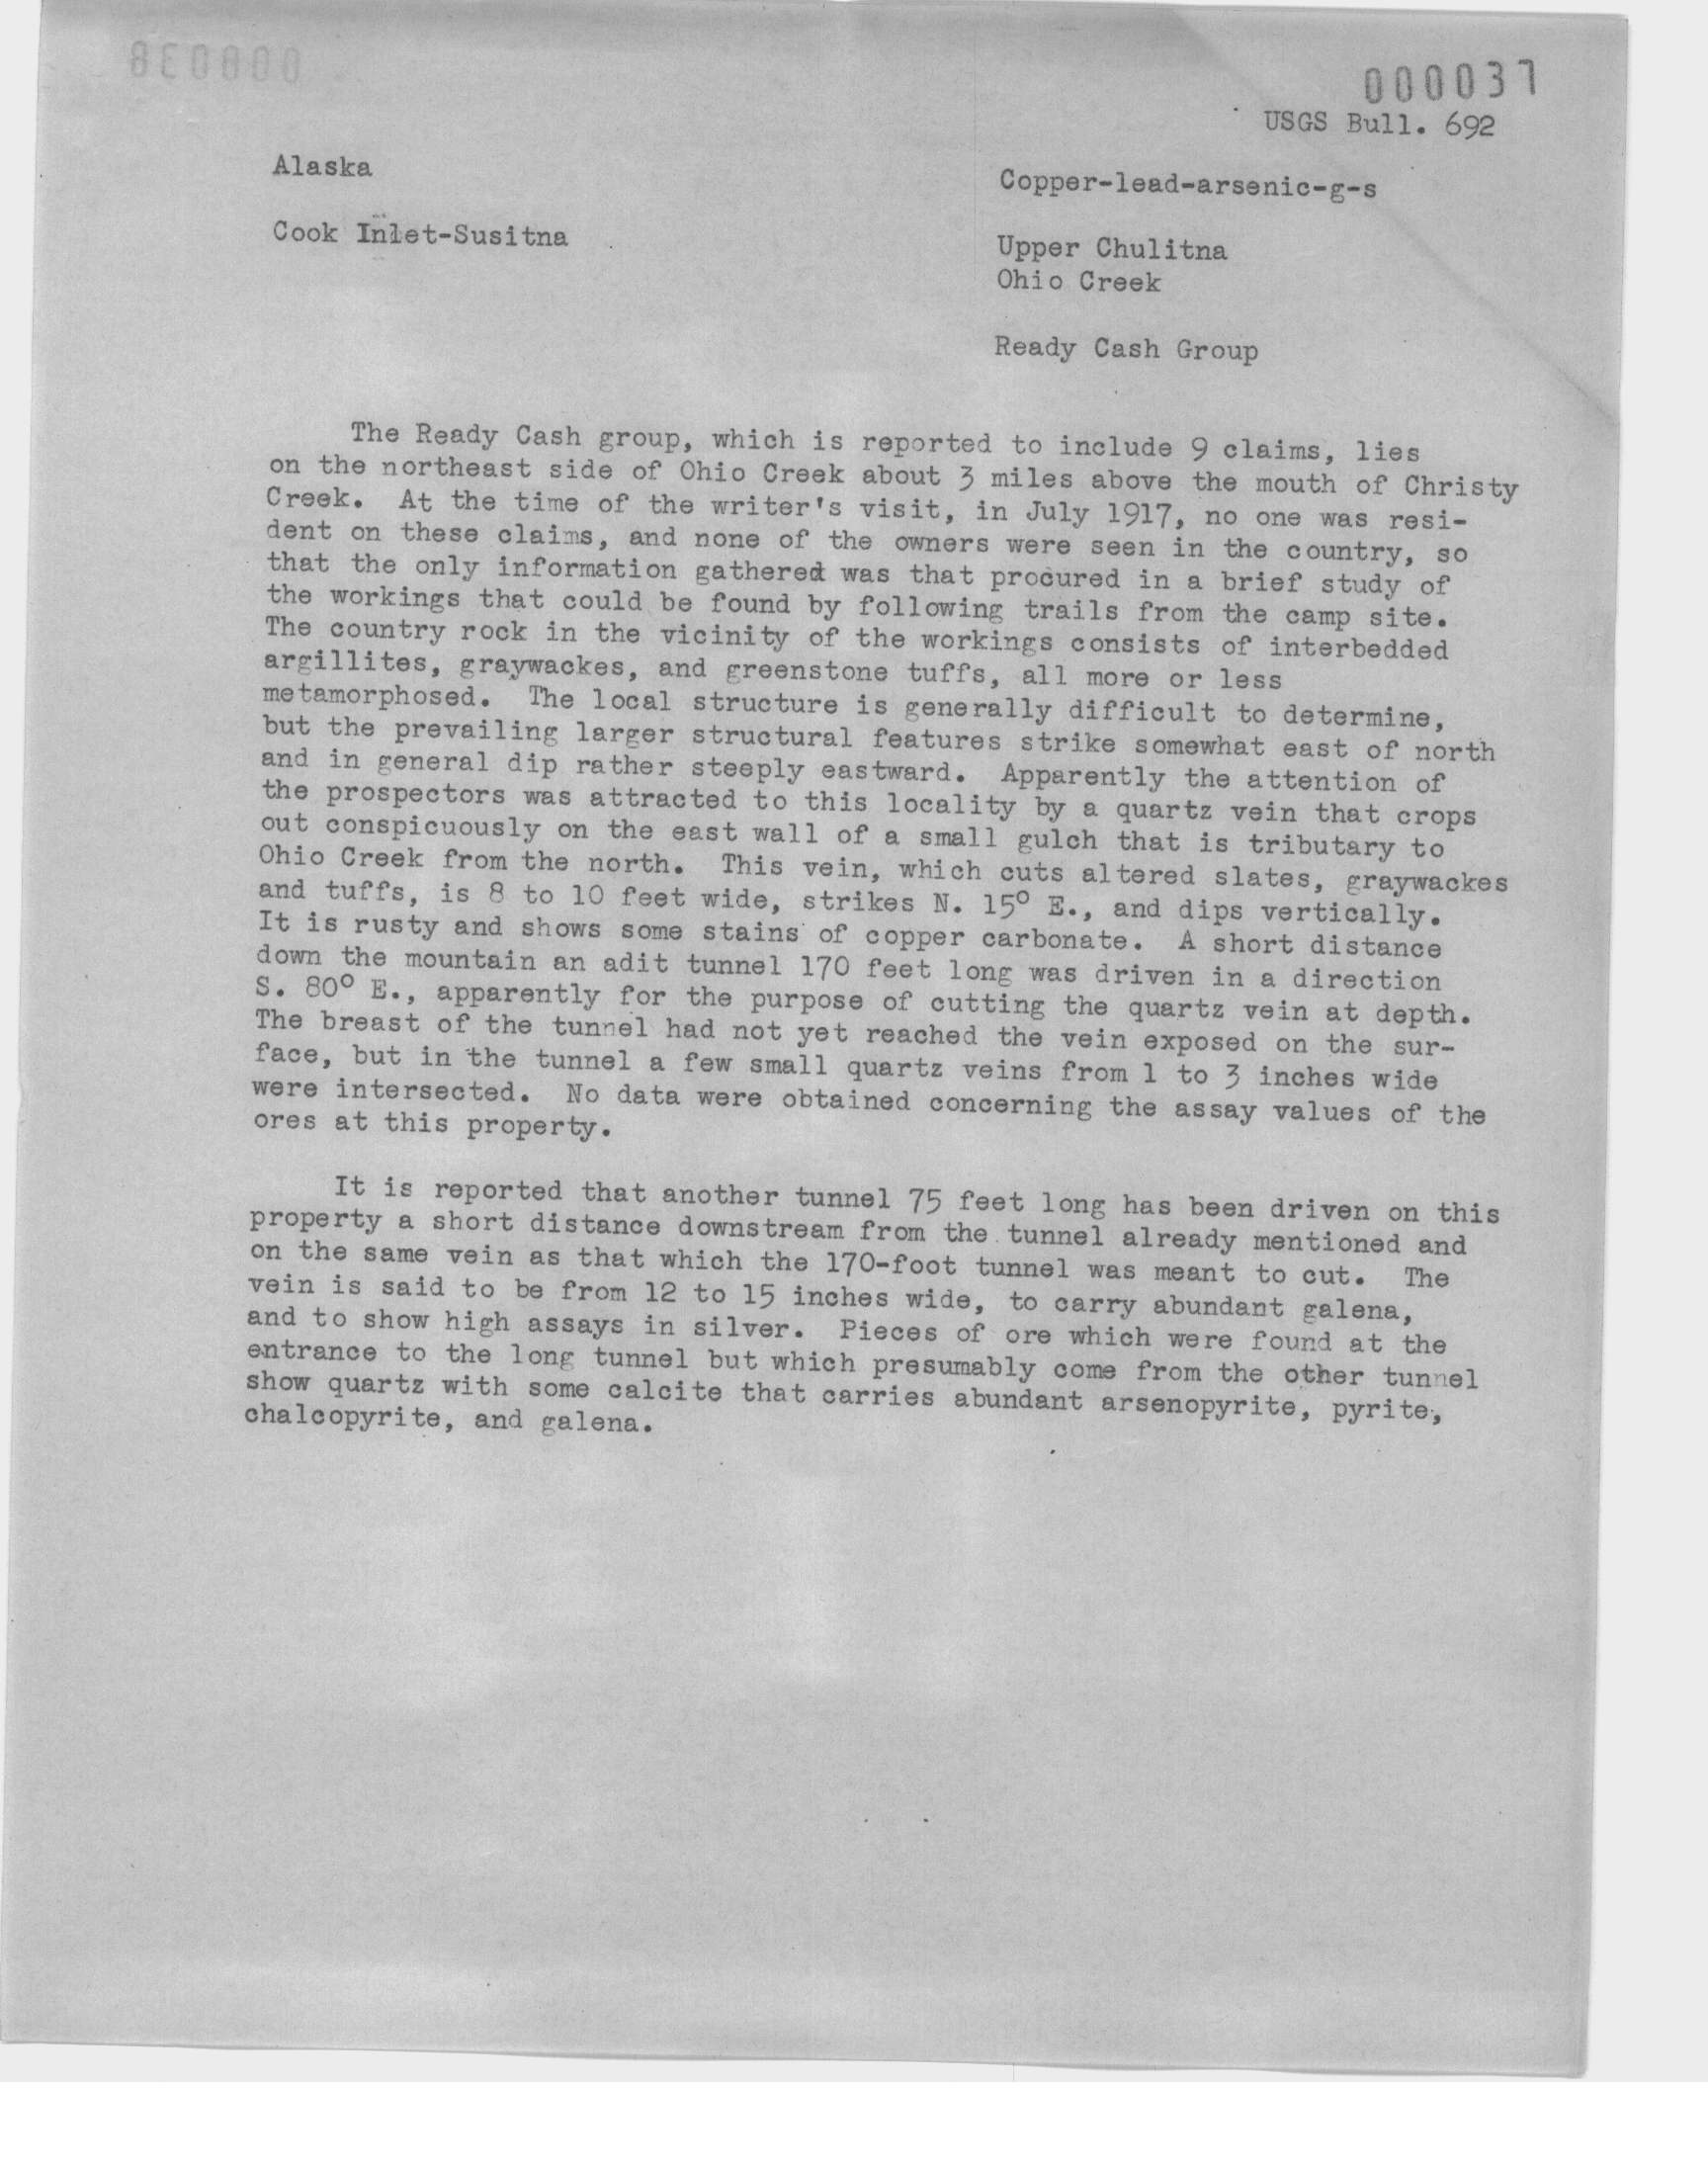 000037
USGS Bull. 692
Alaska
Copper-lead-arsenic-g-s
Cook Inlet-Susitna
Upper Chulitna
Ohio Creek
Ready Cash Group
The Ready Cash group, which is reported to include 9 claims, lies
on the northeast side of Ohio Creek about 3 miles above the mouth of Christy
Creek. At the time of the writer's visit, in July 1917, no one was resi-
dent on these claims, and none of the owners were seen in the country, so
that the only information gathered was that procured in a brief study of
the workings that could be found by following trails from the camp site.
The country rock in the vicinity of the workings consists of interbedded
argillites, graywackes, and greenstone tuffs, all more or less
metamorphosed. The local structure is generally difficult to determine,
but the prevailing larger structural features strike somewhat east of north
and in general dip rather steeply eastward. Apparently the attention of
the prospectors was attracted to this locality by a quartz vein that crops
out conspicuously on the east wall of a small gulch that is tributary to
Ohio Creek from the north. This vein, which cuts altered slates, graywackes
and tuffs, is 8 to 10 feet wide, strikes N. 15° E., and dips vertically.
It is rusty and shows some stains of copper carbonate. A short distance
down the mountain an adit tunnel 170 feet long was driven in a direction
S. 80° E., apparently for the purpose of cutting the quartz vein at depth.
The breast of the tunnel had not yet reached the vein exposed on the sur-
face, but in the tunnel a few small quartz veins from 1 to 3 inches wide
were intersected. No data were obtained concerning the assay values of the
ores at this property.
It is reported that another tunnel 75 feet long has been driven on this
property a short distance downstream from the tunnel already mentioned and
on the same vein as that which the 170-foot tunnel was meant to cut. The
vein is said to be from 12 to 15 inches wide, to carry abundant galena,
and to show high assays in silver. Pieces of ore which were found at the
entrance to the long tunnel but which presumably come from the other tunnel
show quartz with some calcite that carries abundant arsenopyrite, pyrite,
chalcopyrite, and galena.